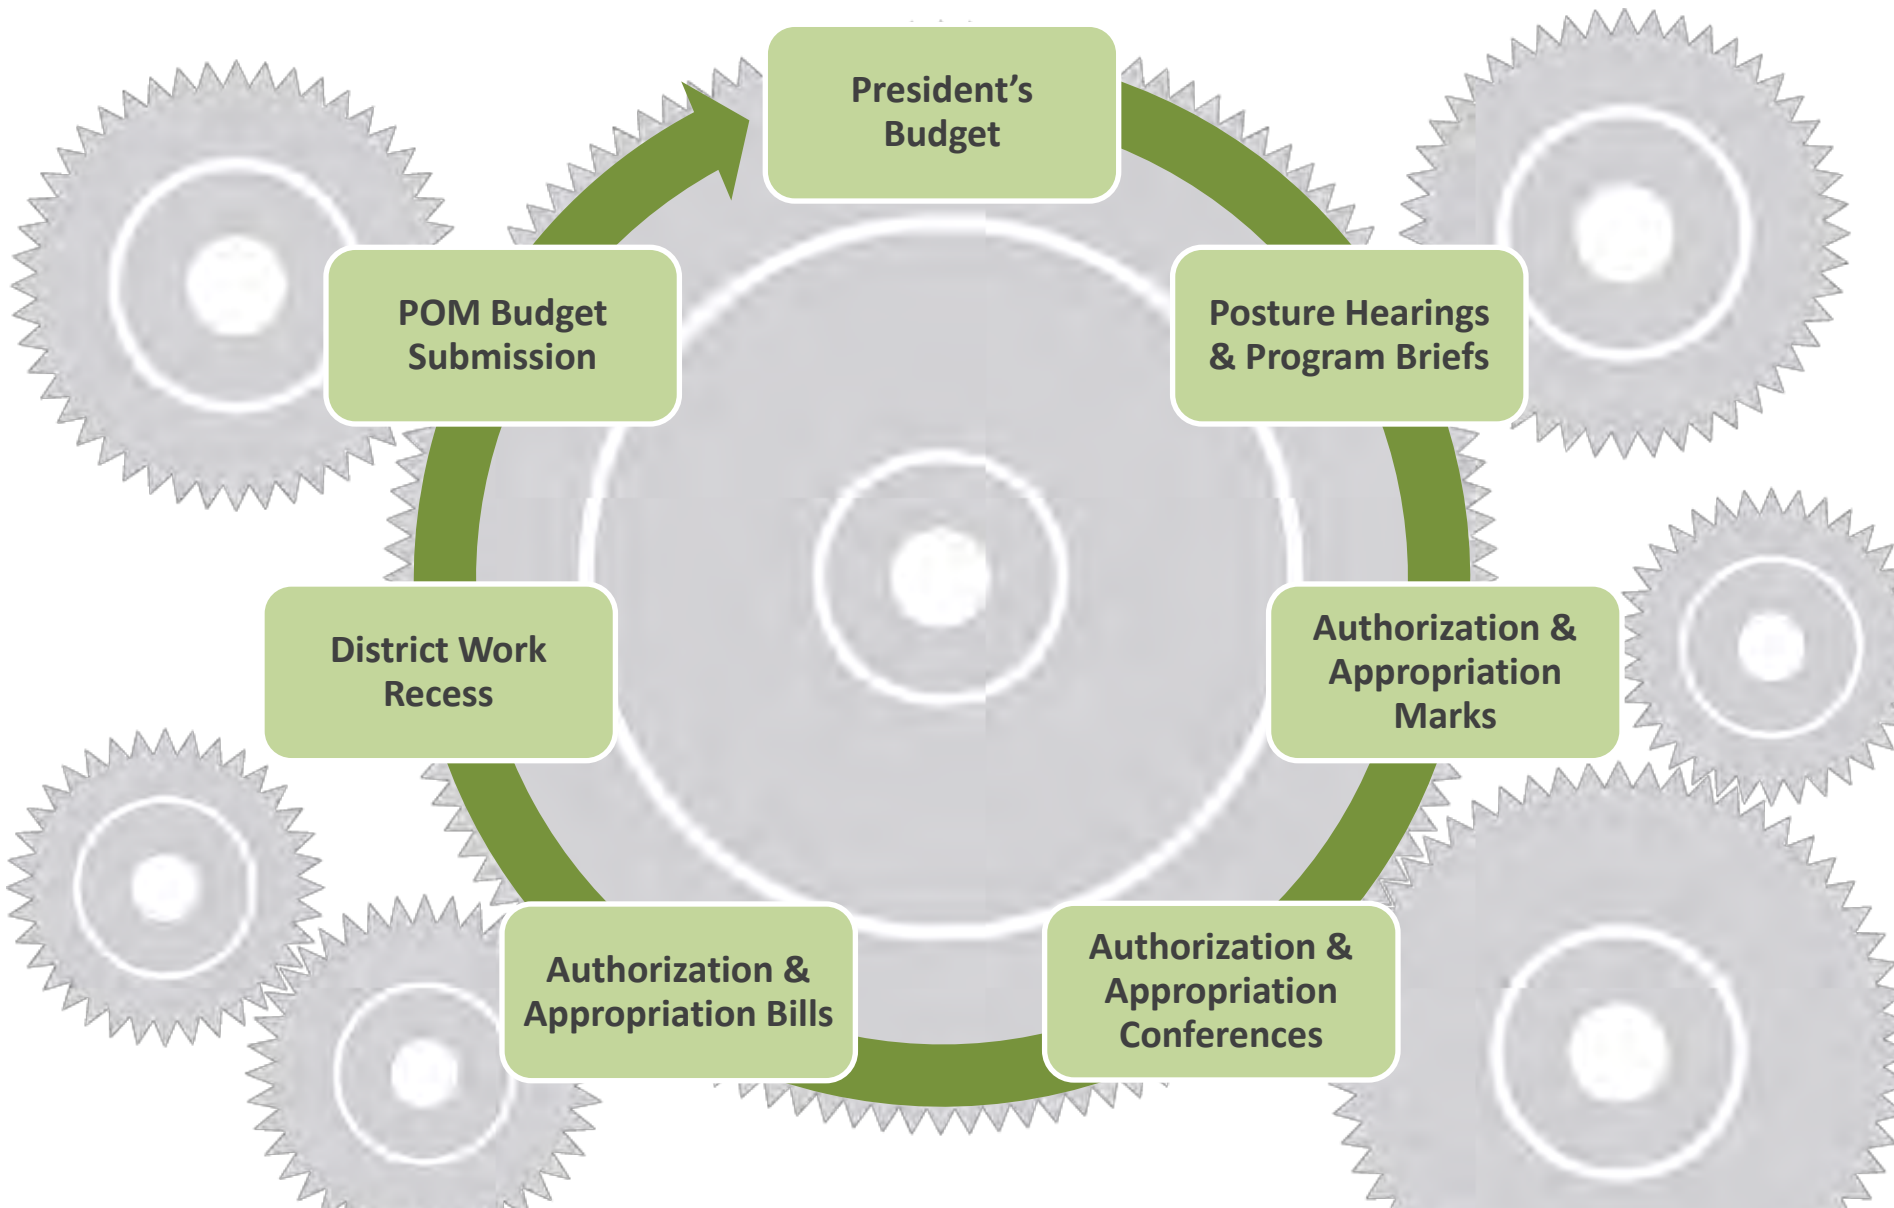 President’s
Budget
Posture Hearings
& Program Briefs
Authorization &
Appropriation
Marks
Authorization &
Appropriation
Conferences
Authorization &
Appropriation Bills
District Work
Recess
POM Budget
Submission